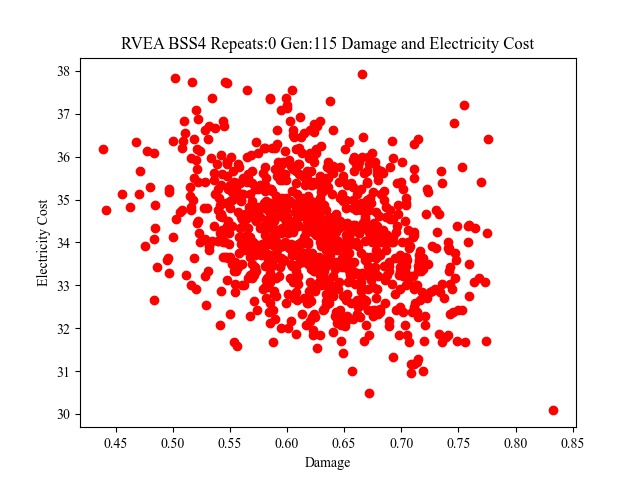 RVEA BSS4 Repeats:0 Gen:115 Damage and Electricity Cost
38
37
36
35
34
33
32
31
30
Electricity Cost
0.45 0.50 0.55 0.60 0.65 0.70 0.75 0.80 0.85
Damage